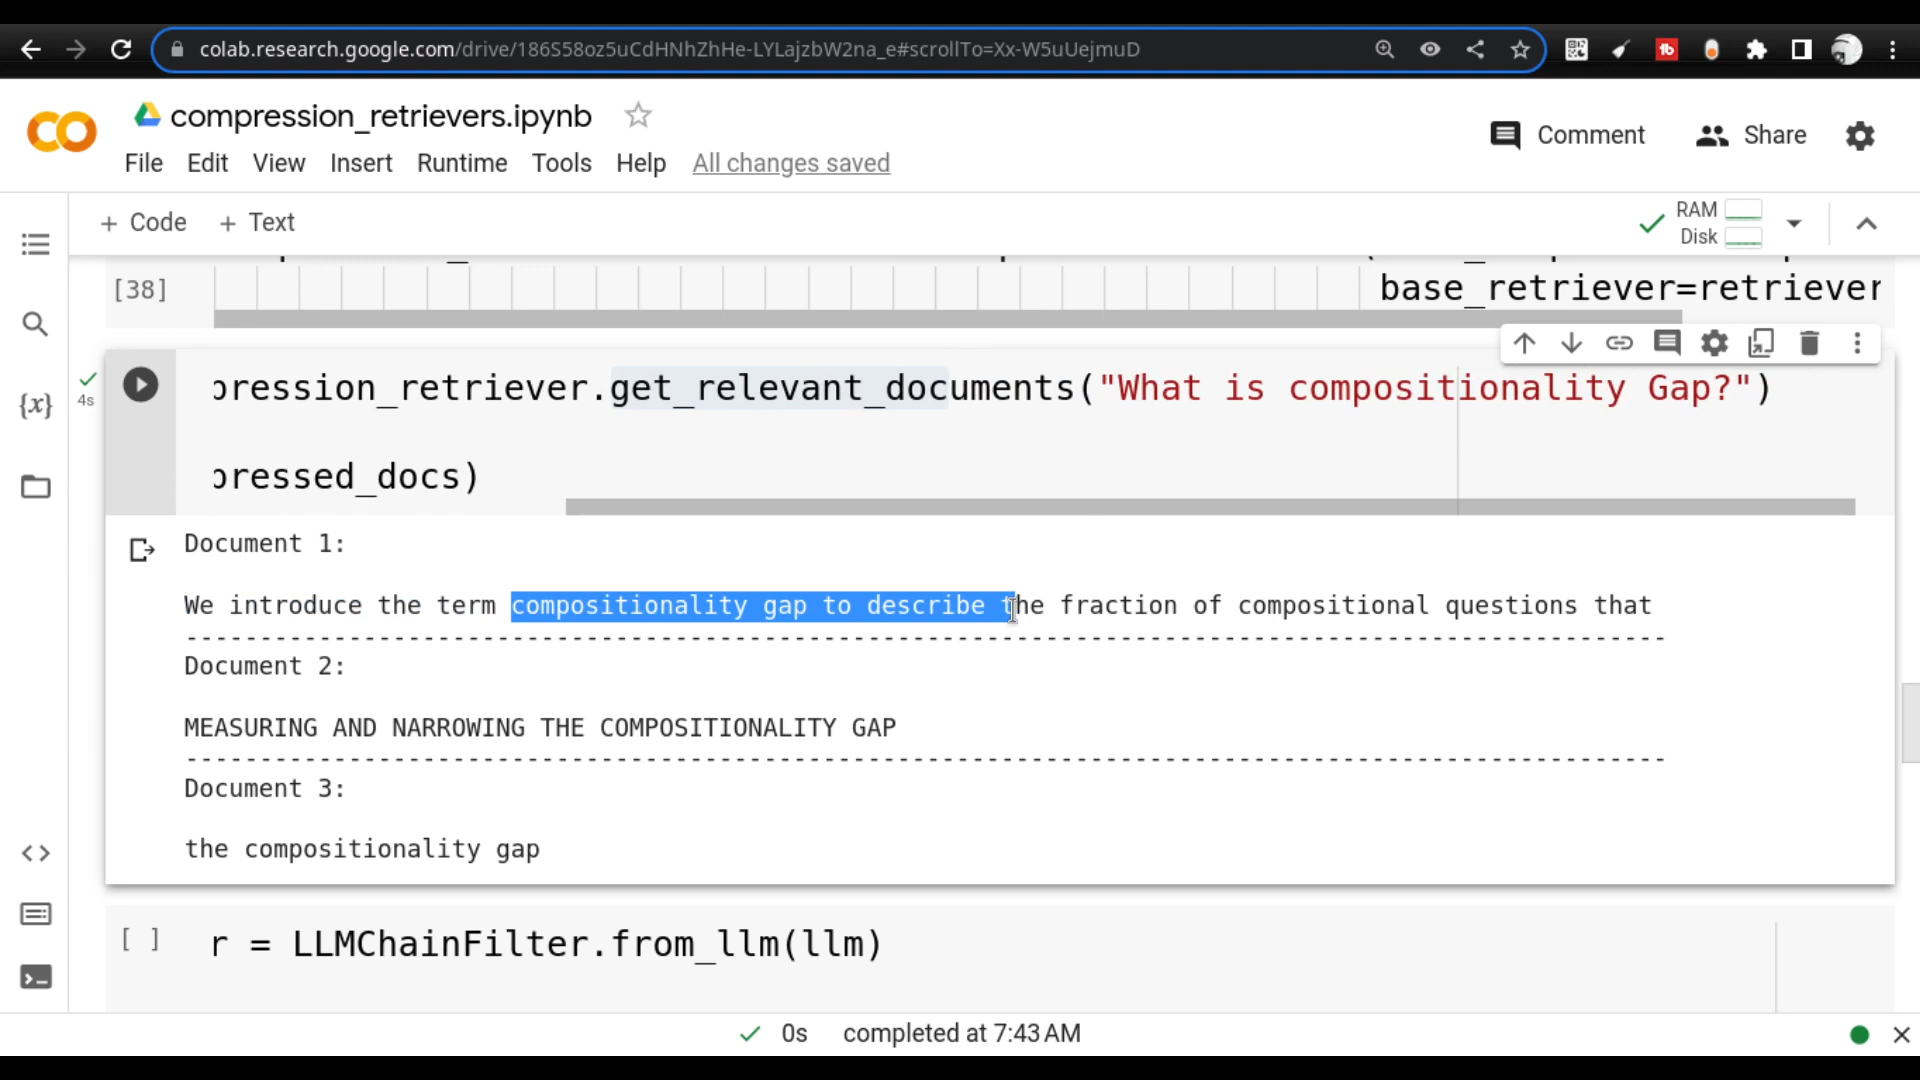 colab.research.google.com/drive/186S58oz5uCdHNhZhHe-LYLajzbW2na_e#scrollTo=Xx-W5uUejmuD
compression_retrievers.ipynb
Comment
Share
File Edit View Insert Runtime Tools Help All changes saved
+ Code + Text
RAM
Disk
[38]
base_retriever=retriever
pression_retriever.get_relevant_documents("What is compositionality Gap?")
4s
{x}
pressed_docs)
Document 1:
We introduce the term compositionality gap to describe the fraction of compositional questions that
----------------------------------------------------------------------------------------------------
Document 2:
MEASURING AND NARROWING THE COMPOSITIONALITY GAP
----------------------------------------------------------------------------------------------------
Document 3:
the compositionality gap
[ ]
r = LLMChainFilter.from_llm(llm)
0s completed at 7:43 AM